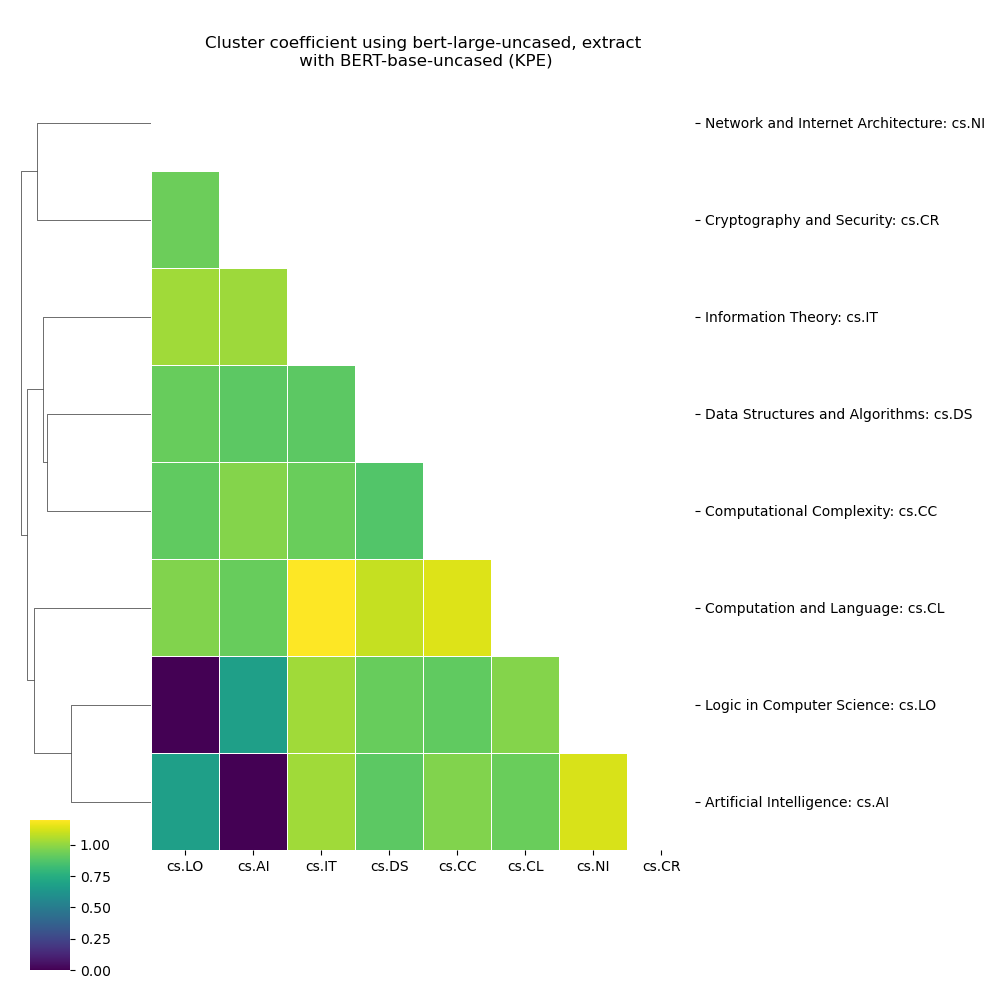 Cluster coefficient using bert-large-uncased, extract
with BERT-base-uncased (KPE)
Network and Internet Architecture: cs.NI
Cryptography and Security: cs.CR
Information Theory: cs.IT
Data Structures and Algorithms: cs.DS
Computational Complexity: cs.CC
Computation and Language: cs.CL
Logic in Computer Science: cs.LO
Artificial Intelligence: cs.AI
1.00
0.75
0.50
0.25
0.00
cs.LO cs.AI cs.IT cs.DS cs.CC cs.CL cs.NI cs.CR